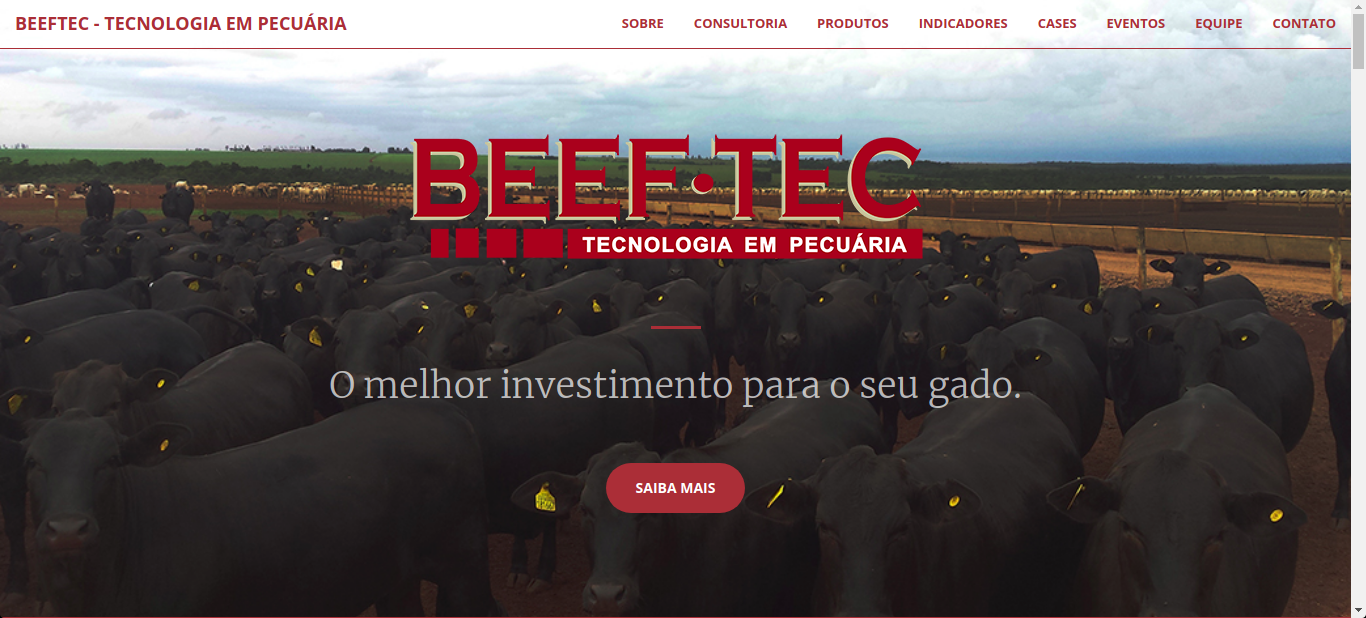 BEEFTEC - TECNOLOGIA EM PECUÁRIA
SOBRE CONSULTORIA PRODUTOS INDICADORES CASES EVENTOS EQUIPE CONTATO
BEEF·TEC
TECNOLOGIA EM PECUÁRIA
O melhor investimento para o seu gado.
SAIBA MAIS